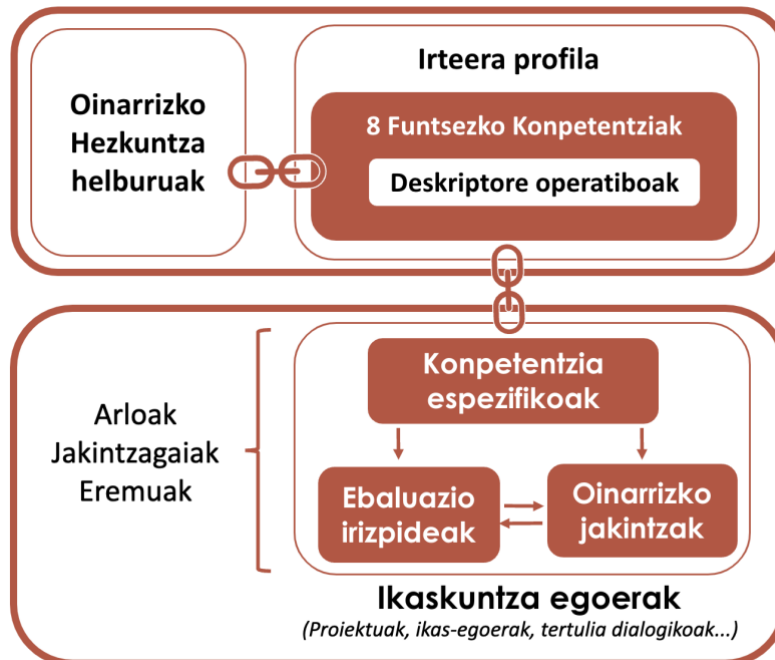 Oinarrizko
Hezkuntza
helburuak
Irteera profila
8 Funtsezko Konpetentziak
Deskriptore operatiboak
Arloak
Jakintzagaiak
Eremuak
Konpetentzia
espezifikoak
Ebaluazio
irizpideak
Oinarrizko
jakintzak
Ikaskuntza egoerak
(Proiektuak, ikas-egoerak, tertulia dialogikoak...)